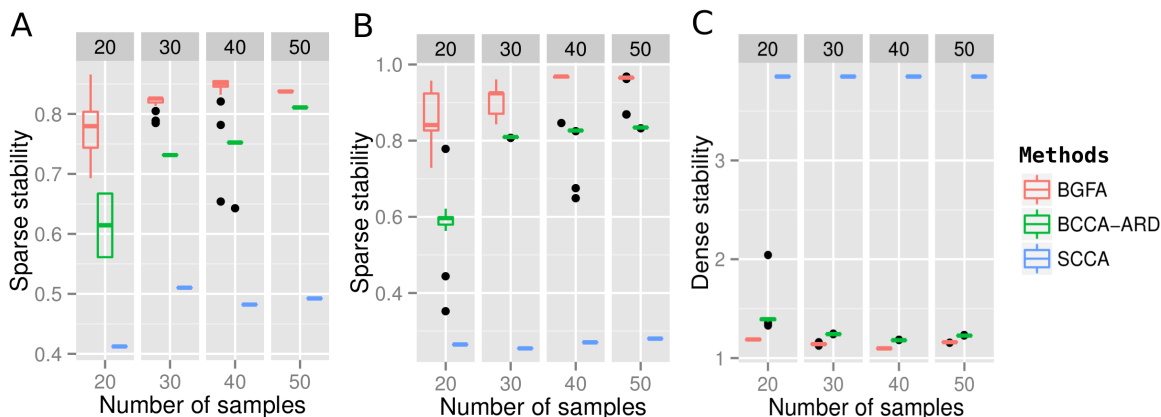 A
20 30 40 50
Sparse stability
0.8
0.7
0.6
0.5
0.4
20 30 40 50
Number of samples
B
20 30 40 50
Sparse stability
1.0
0.8
0.6
0.4
20 30 40 50
Number of samples
C
20 30 40 50
Dense stability
3
2
1
20 30 40 50
Number of samples
Methods
BGFA
BCCA-ARD
SCCA